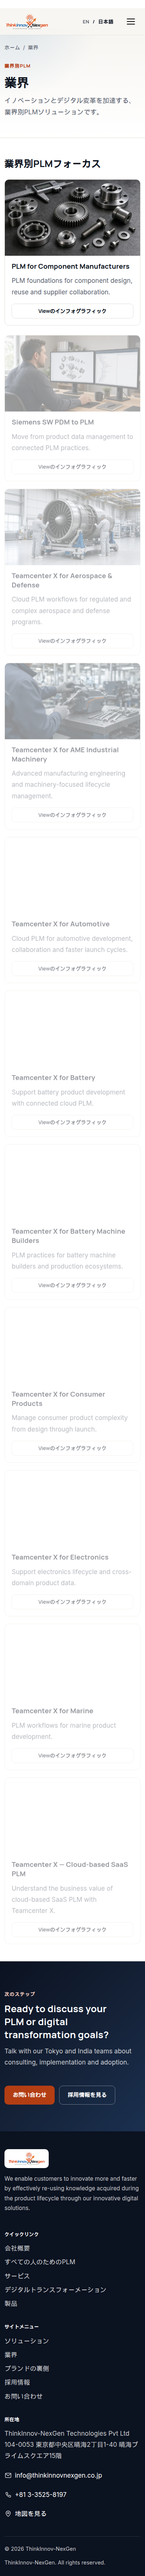 ThinkInnov-NexGen
EN / 日本語
ホーム / 業界
業界別PLM
業界
イノベーションとデジタル変革を加速する、
業界別PLMソリューションです。
業界別PLMフォーカス
PLM for Component Manufacturers
PLM foundations for component design,
reuse and supplier collaboration.
Viewのインフォグラフィック
Siemens SW PDM to PLM
Move from product data management to
connected PLM practices.
Viewのインフォグラフィック
Teamcenter X for Aerospace &
Defense
Cloud PLM workflows for regulated and
complex aerospace and defense
programs.
Viewのインフォグラフィック
Teamcenter X for AME Industrial
Machinery
Advanced manufacturing engineering
and machinery-focused lifecycle
management.
Viewのインフォグラフィック
Teamcenter X for Automotive
Cloud PLM for automotive development,
collaboration and faster launch cycles.
Viewのインフォグラフィック
Teamcenter X for Battery
Support battery product development
with connected cloud PLM.
Viewのインフォグラフィック
Teamcenter X for Battery Machine
Builders
PLM practices for battery machine
builders and production ecosystems.
Viewのインフォグラフィック
Teamcenter X for Consumer
Products
Manage consumer product complexity
from design through launch.
Viewのインフォグラフィック
Teamcenter X for Electronics
Support electronics lifecycle and cross-
domain product data.
Viewのインフォグラフィック
Teamcenter X for Marine
PLM workflows for marine product
development.
Viewのインフォグラフィック
Teamcenter X — Cloud-based SaaS
PLM
Understand the business value of
cloud-based SaaS PLM with
Teamcenter X.
Viewのインフォグラフィック
次のステップ
Ready to discuss your
PLM or digital
transformation goals?
Talk with our Tokyo and India teams about
consulting, implementation and adoption.
お問い合わせ
採用情報を見る
ThinkInnov-NexGen
We enable customers to innovate more and faster
by effectively re-using knowledge acquired during
the product lifecycle through our innovative digital
solutions.
クイックリンク
会社概要
すべての人のためのPLM
サービス
デジタルトランスフォーメーション
製品
サイトメニュー
ソリューション
業界
ブランドの裏側
採用情報
お問い合わせ
所在地
ThinkInnov-NexGen Technologies Pvt Ltd
104-0053 東京都中央区晴海2丁目1-40 晴海プ
ライムスクエア15階
info@thinkinnovnexgen.co.jp
+81 3-3525-8197
地図を見る
© 2026 ThinkInnov-NexGen
ThinkInnov-NexGen. All rights reserved.